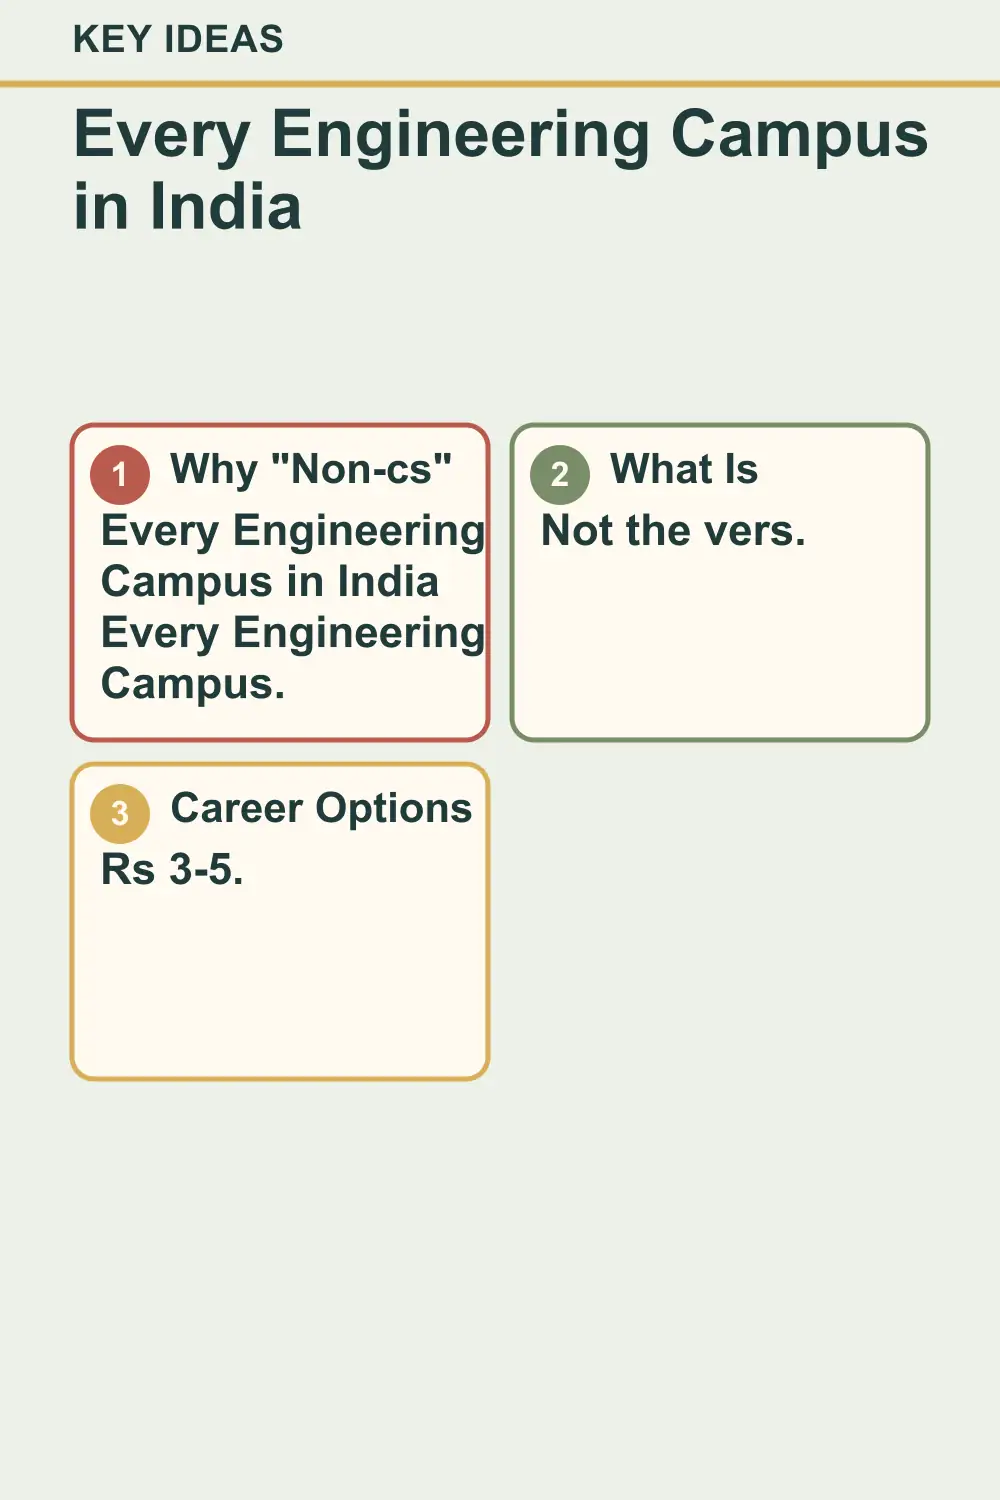 KEY IDEAS
Every Engineering Campus
in India
1 Why "Non-cs"
Every Engineering
Campus in India
Every Engineering
Campus.
2 What Is
Not the vers.
3 Career Options
Rs 3-5.